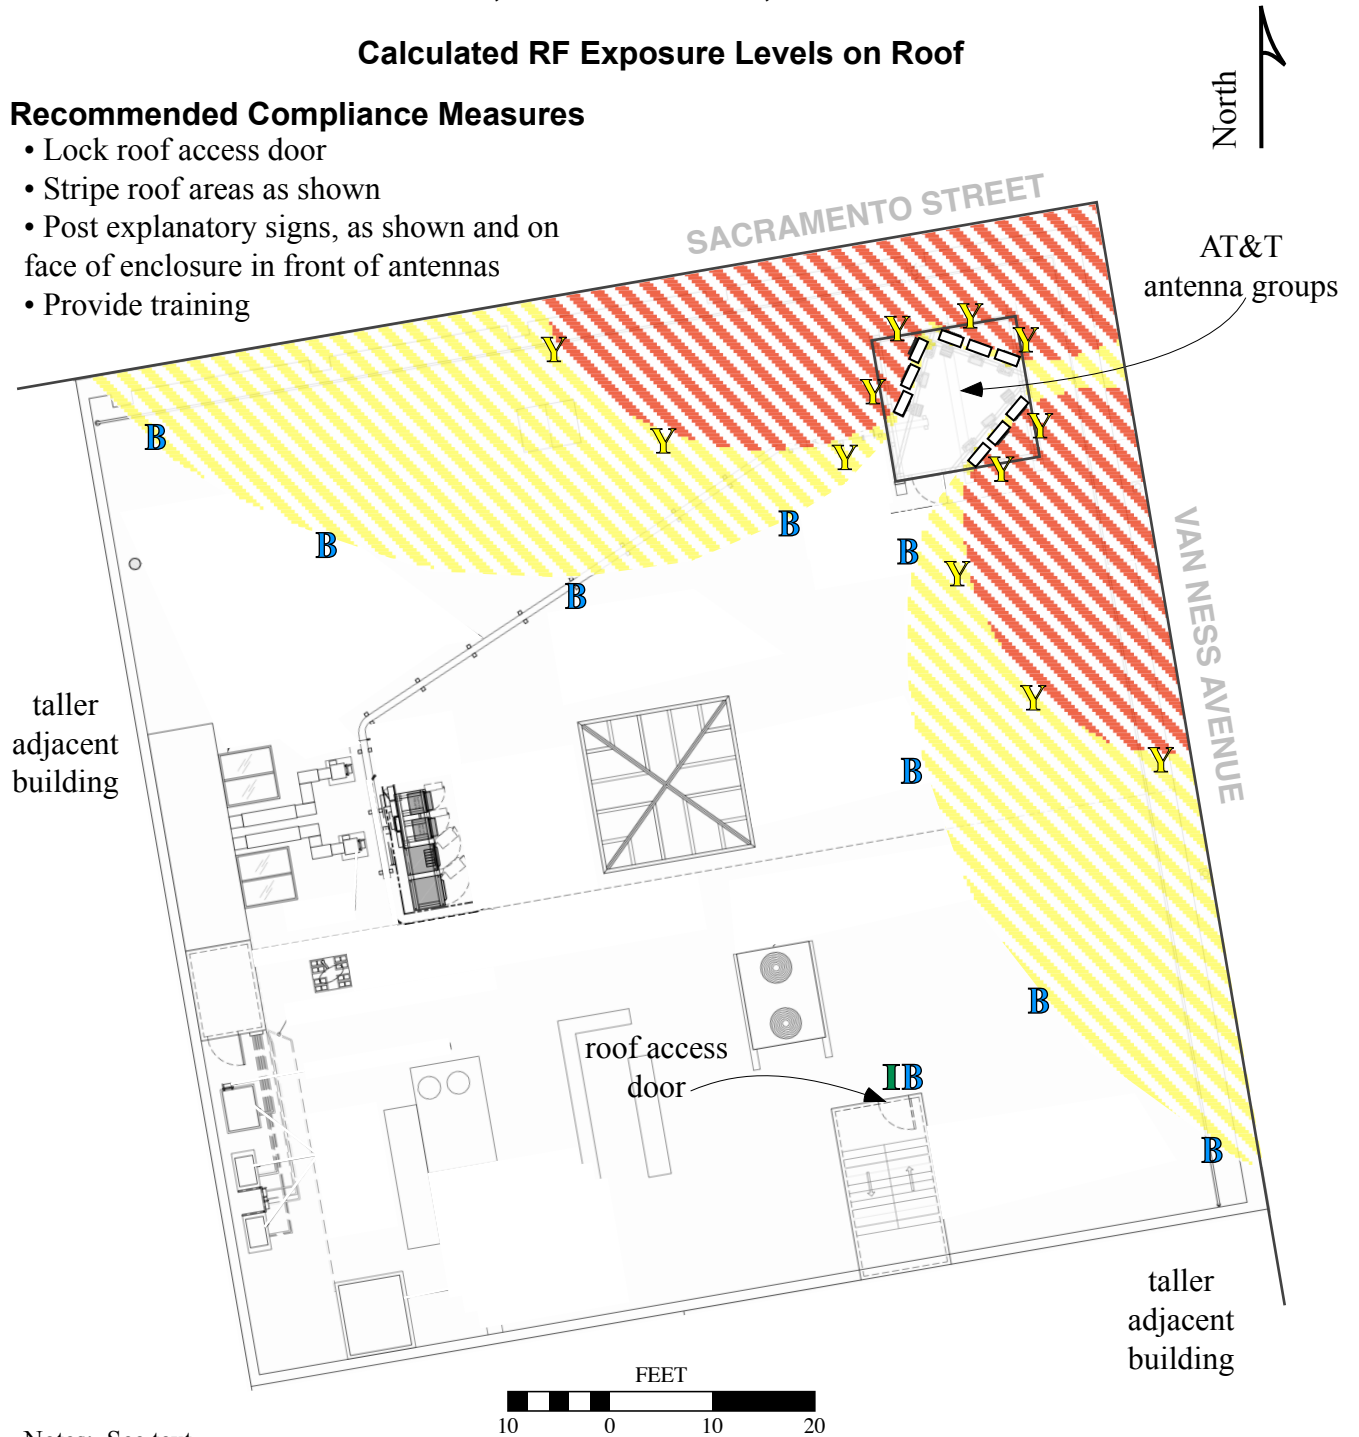 Calculated RF Exposure Levels on Roof
North
Recommended Compliance Measures
• Lock roof access door
• Stripe roof areas as shown
• Post explanatory signs, as shown and on
face of enclosure in front of antennas
• Provide training
SACRAMENTO STREET
AT&T
antenna groups
Y
Y
Y
Y
Y
Y
Y
Y
Y
B
Y
B
B
B
B
Y
VAN NESS AVENUE
Y
Y
taller
adjacent
building
B
B
roof access
door
I B
B
taller
adjacent
building
FEET
10 0 10 20